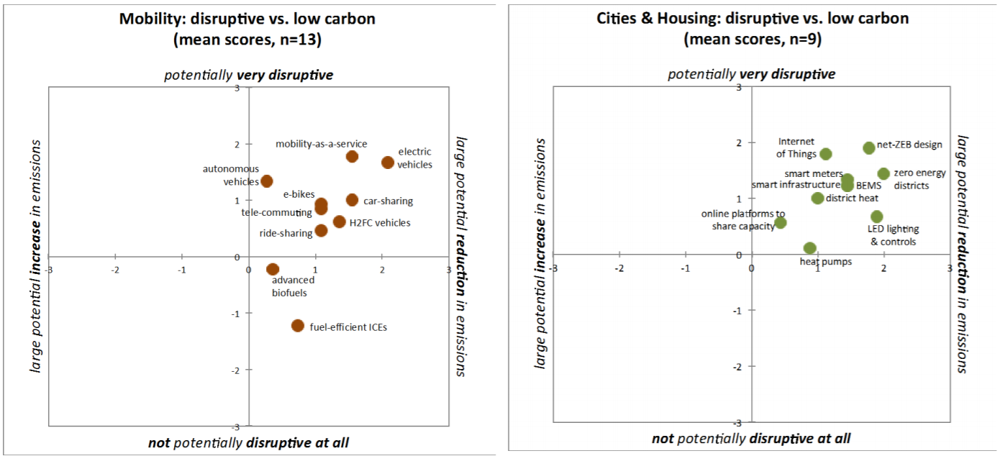 Mobility: disruptive vs. low carbon
(mean scores, n=13)
potentially very disruptive
3
2
1
0
-1
-2
-3
-3
-2
-1
0
1
2
3
large potential increase in emissions
large potential reduction in emissions
mobility-as-a-service
electric
vehicles
autonomous
vehicles
e-bikes
car-sharing
tele-commuting
H2FC vehicles
ride-sharing
advanced
biofuels
fuel-efficient ICEs
not potentially disruptive at all
Cities & Housing: disruptive vs. low carbon
(mean scores, n=9)
potentially very disruptive
3
2
1
0
-1
-2
-3
-3
-2
-1
0
1
2
3
large potential increase in emissions
large potential reduction in emissions
Internet
of Things
net-ZEB design
smart meters
zero energy
districts
smart infrastructure
BEMS
district heat
online platforms to
share capacity
LED lighting
& controls
heat pumps
not potentially disruptive at all